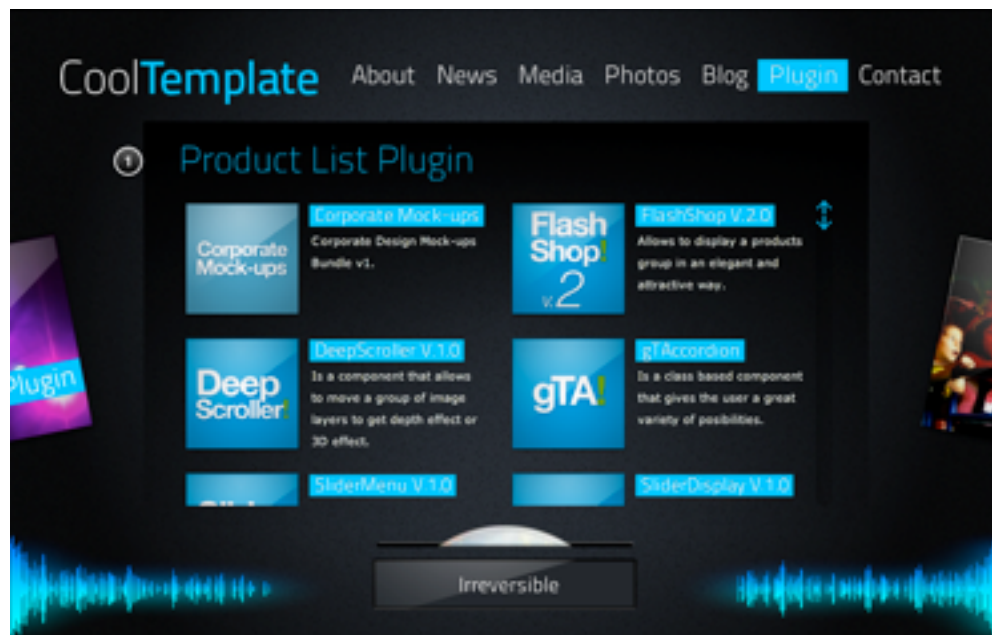 CoolTemplate
About News Media Photos Blog Plugin Contact
1
Product List Plugin
Corporate
Mock-ups
Corporate Mock-ups
Corporate Design Mock-ups
Bundle v1.
Flash
Shop!
v.2
FlashShop V.2.0
Allows to display a products
group in an elegant and
attractive way.
Plugin
Deep
Scroller!
DeepScroller V.1.0
Is a component that allows
to move a group of image
layers to get depth effect or
3D effect.
gTA!
gTAccordion
Is a class based component
that gives the user a great
variety of posibilities.
SliderMenu V.1.0
SliderDisplay V.1.0
Irreversible